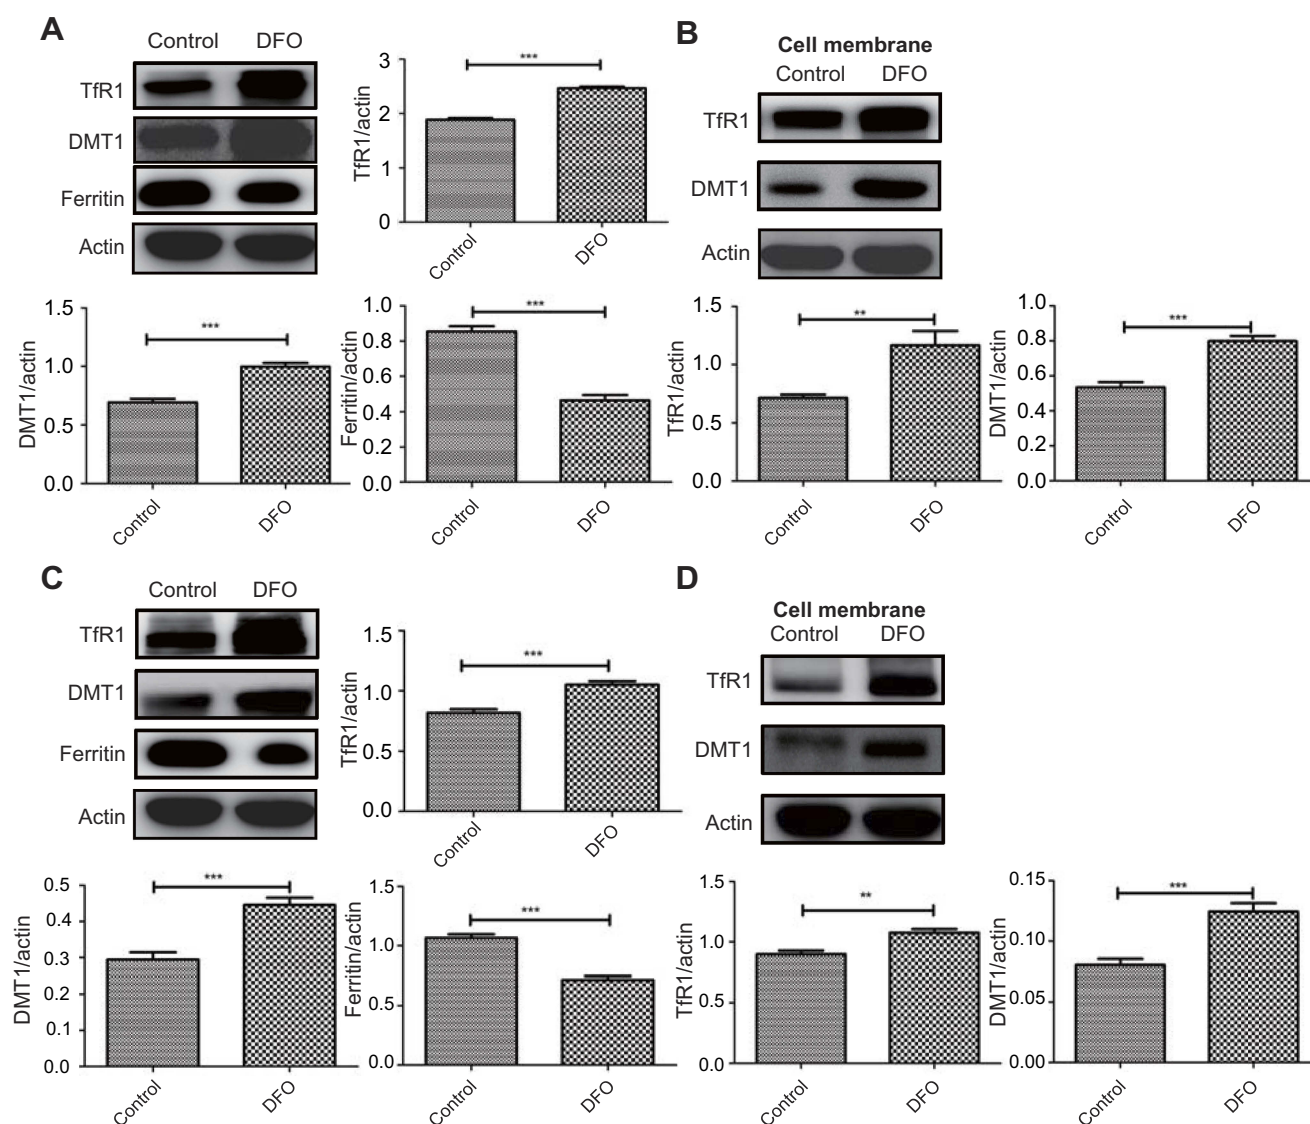 A
Control DFO
TfR1
DMT1
Ferritin
Actin
***
3
2
1
0
TfR1/actin
Control
DFO
B
Cell membrane
Control DFO
TfR1
DMT1
Actin
***
1.5
1.0
0.5
0.0
DMT1/actin
Control
DFO
***
1.0
0.8
0.6
0.4
0.2
0.0
Ferritin/actin
Control
DFO
**
1.5
1.0
0.5
0.0
TfR1/actin
Control
DFO
***
1.0
0.8
0.6
0.4
0.2
0.0
DMT1/actin
Control
DFO
C
Control DFO
TfR1
DMT1
Ferritin
Actin
***
1.5
1.0
0.5
0.0
TfR1/actin
Control
DFO
D
Cell membrane
Control DFO
TfR1
DMT1
Actin
***
0.5
0.4
0.3
0.2
0.1
0.0
DMT1/actin
Control
DFO
***
1.5
1.0
0.5
0.0
Ferritin/actin
Control
DFO
**
1.5
1.0
0.5
0.0
TfR1/actin
Control
DFO
***
0.15
0.10
0.05
0.00
DMT1/actin
Control
DFO